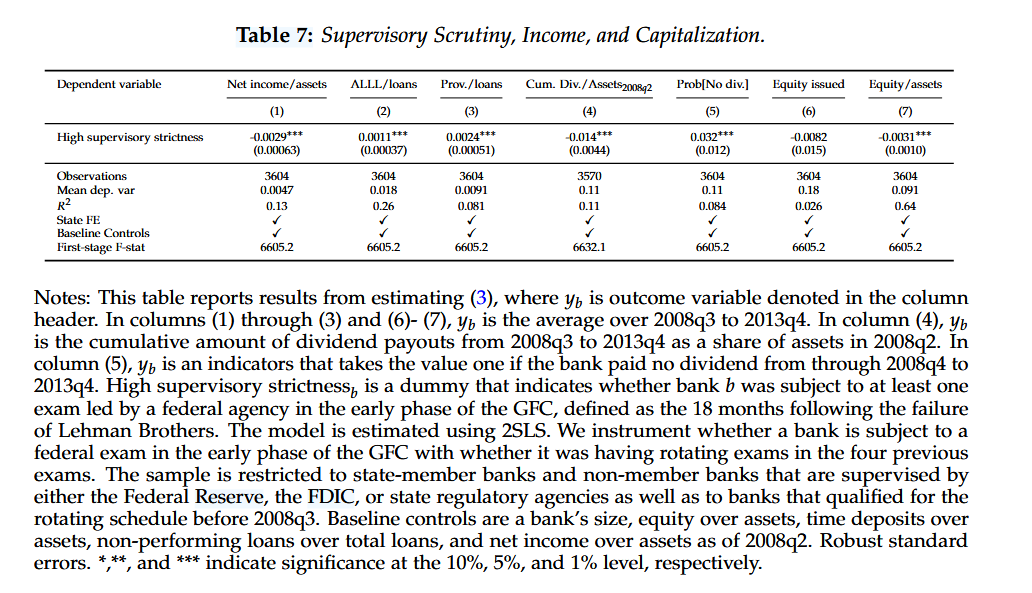 Table 7: Supervisory Scrutiny, Income, and Capitalization.
Dependent variable Net income/assets ALLL/loans Prov./loans Cum. Div./Assets2008q2 Prob[No div.] Equity issued Equity/assets
(1) (2) (3) (4) (5) (6) (7)
High supervisory strictness -0.0029*** 0.0011*** 0.0024*** -0.014*** 0.032*** -0.0082 -0.0031***
(0.00063) (0.00037) (0.00051) (0.0044) (0.012) (0.015) (0.0010)
Observations 3604 3604 3604 3570 3604 3604 3604
Mean dep. var 0.0047 0.018 0.0091 0.11 0.11 0.18 0.091
R2 0.13 0.26 0.081 0.11 0.084 0.026 0.64
State FE ✓ ✓ ✓ ✓ ✓ ✓ ✓
Baseline Controls ✓ ✓ ✓ ✓ ✓ ✓ ✓
First-stage F-stat 6605.2 6605.2 6605.2 6632.1 6605.2 6605.2 6605.2
Notes: This table reports results from estimating (3), where yb is outcome variable denoted in the column
header. In columns (1) through (3) and (6)- (7), yb is the average over 2008q3 to 2013q4. In column (4), yb
is the cumulative amount of dividend payouts from 2008q3 to 2013q4 as a share of assets in 2008q2. In
column (5), yb is an indicators that takes the value one if the bank paid no dividend from through 2008q4 to
2013q4. High supervisory strictnessb is a dummy that indicates whether bank b was subject to at least one
exam led by a federal agency in the early phase of the GFC, defined as the 18 months following the failure
of Lehman Brothers. The model is estimated using 2SLS. We instrument whether a bank is subject to a
federal exam in the early phase of the GFC with whether it was having rotating exams in the four previous
exams. The sample is restricted to state-member banks and non-member banks that are supervised by
either the Federal Reserve, the FDIC, or state regulatory agencies as well as to banks that qualified for the
rotating schedule before 2008q3. Baseline controls are a bank's size, equity over assets, time deposits over
assets, non-performing loans over total loans, and net income over assets as of 2008q2. Robust standard
errors. *,**, and *** indicate significance at the 10%, 5%, and 1% level, respectively.